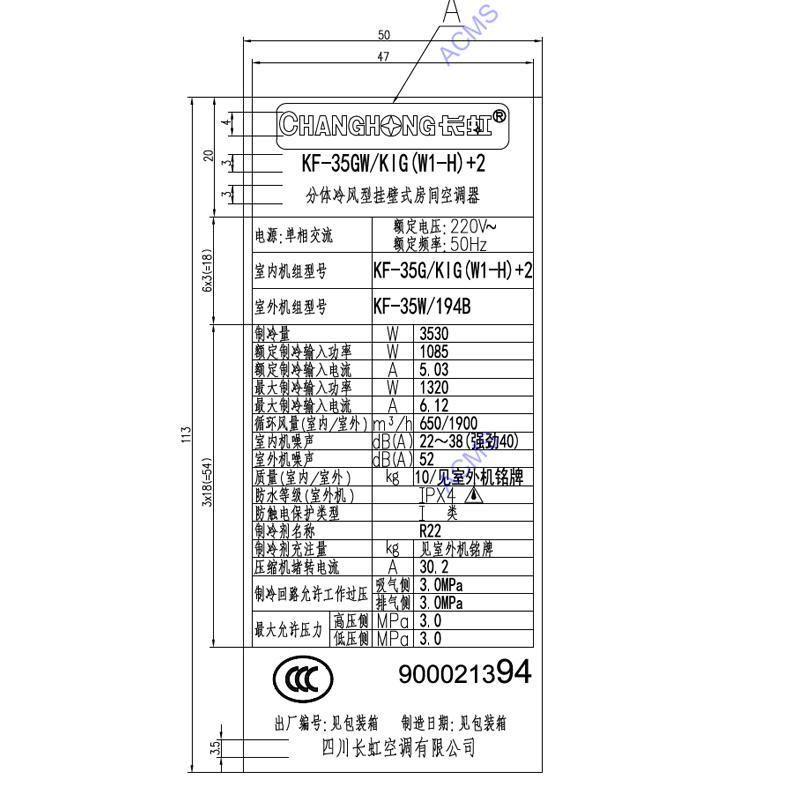 A
ACMS
50
47
4
CHANGHONG 长虹®
3
KF-35GW/KIG(W1-H)+2
20
3
分体冷风型挂壁式房间空调器
电源:单相交流 额定电压:220V~
额定频率:50Hz
6x3(=18)
室内机组型号 KF-35G/KIG(W1-H)+2
室外机组型号 KF-35W/194B
制冷量 W 3530
额定制冷输入功率 W 1085
额定制冷输入电流 A 5.03
最大制冷输入功率 W 1320
最大制冷输入电流 A 6.12
循环风量(室内/室外) m³/h 650/1900
113
室内机噪声 dB(A) 22~38(强劲40)
ACMS
室外机噪声 dB(A) 52
3x18(=54)
质量(室内/室外) kg 10/见室外机铭牌
防水等级(室外机) IPX4
防触电保护类型 I 类
制冷剂名称 R22
制冷剂充注量 kg 见室外机铭牌
压缩机堵转电流 A 30.2
制冷回路允许工作过压 吸气侧 3.0MPa
排气侧 3.0MPa
最大允许压力 高压侧 MPa 3.0
低压侧 MPa 3.0
CCC
900021394
出厂编号:见包装箱 制造日期:见包装箱
3.5
四川长虹空调有限公司